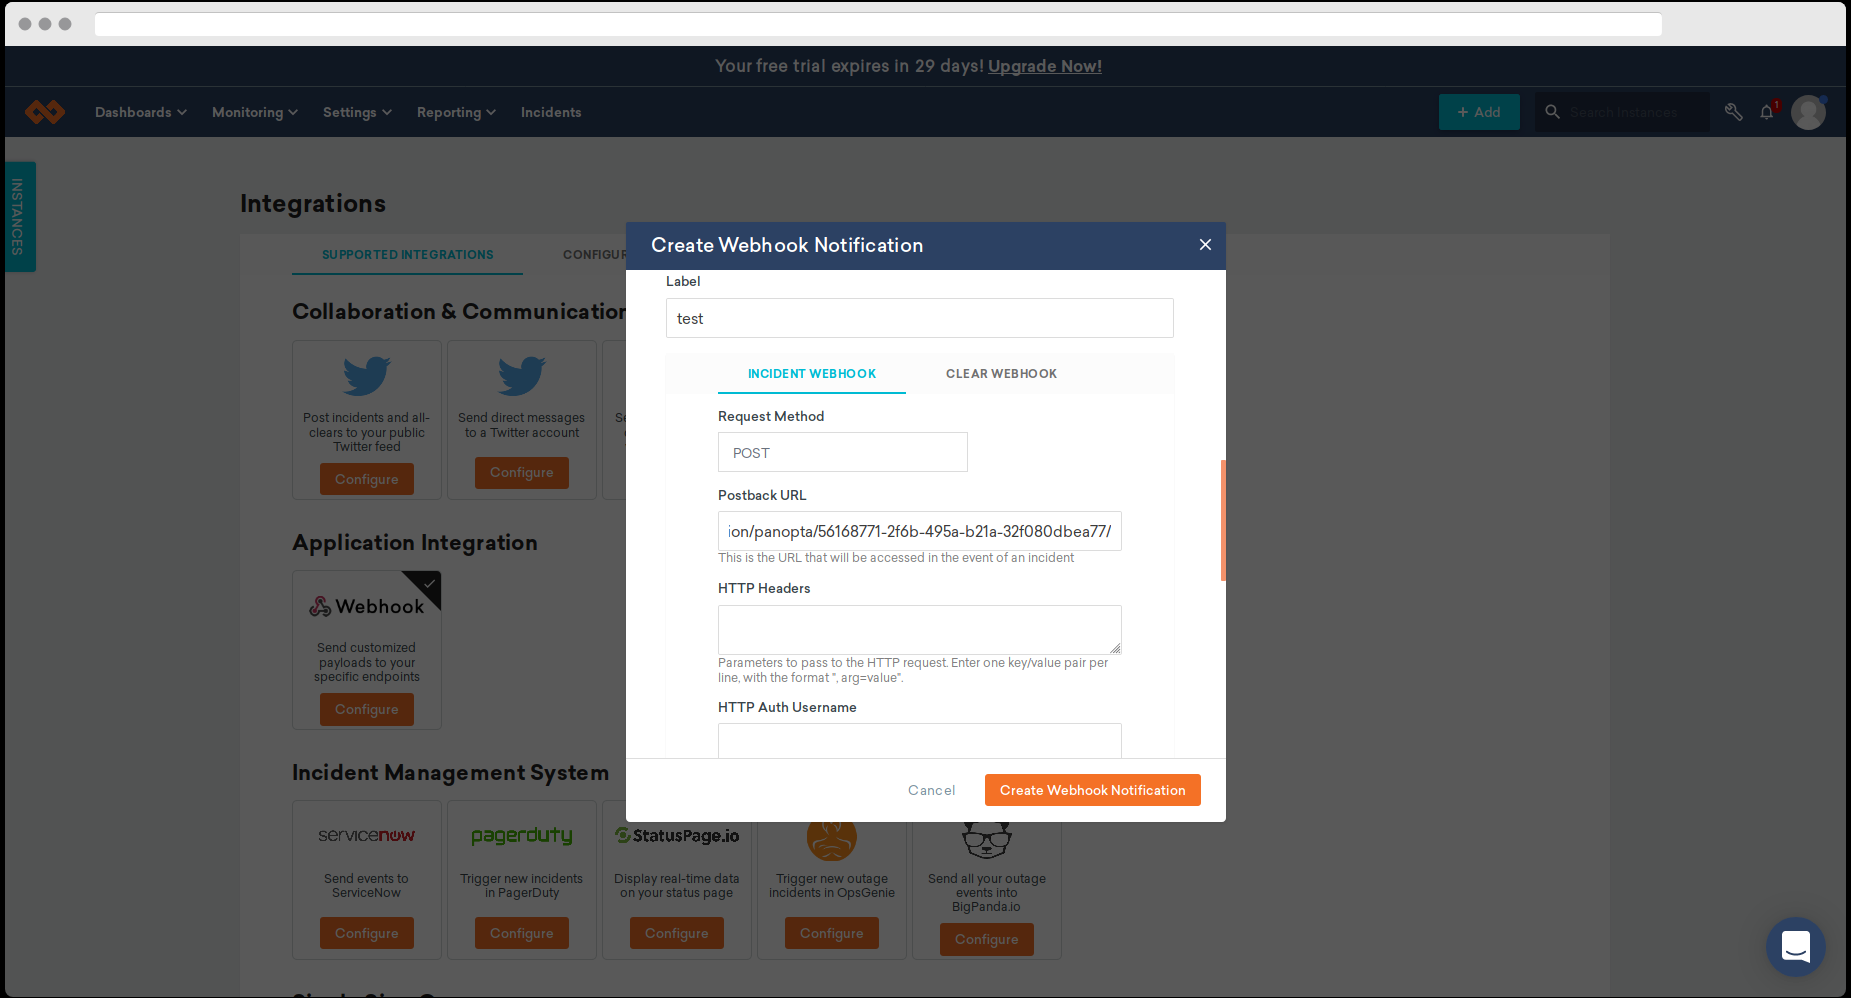 Your free trial expires in 29 days! Upgrade Now!
Dashboards Monitoring Settings Reporting Incidents + Add Search Instances 1
INSTANCES
Integrations
SUPPORTED INTEGRATIONS
Collaboration & Communication
Post incidents and all-
clears to your public
Twitter feed
Configure
Send direct messages
to a Twitter account
Configure
Application Integration
Webhook
Send customized
payloads to your
specific endpoints
Configure
Incident Management System
servicenow
Send events to
ServiceNow
Configure
pagerduty
Trigger new incidents
in PagerDuty
Configure
StatusPage.io
Display real-time data
on your status page
Configure
Trigger new outage
incidents in OpsGenie
Configure
Send all your outage
events into
BigPanda.io
Configure
Create Webhook Notification
Label
test
INCIDENT WEBHOOK CLEAR WEBHOOK
Request Method
POST
Postback URL
ion/panopta/56168771-2f6b-495a-b21a-32f080dbea77/
This is the URL that will be accessed in the event of an incident
HTTP Headers
Parameters to pass to the HTTP request. Enter one key/value pair per
line, with the format ", arg=value".
HTTP Auth Username
Cancel Create Webhook Notification